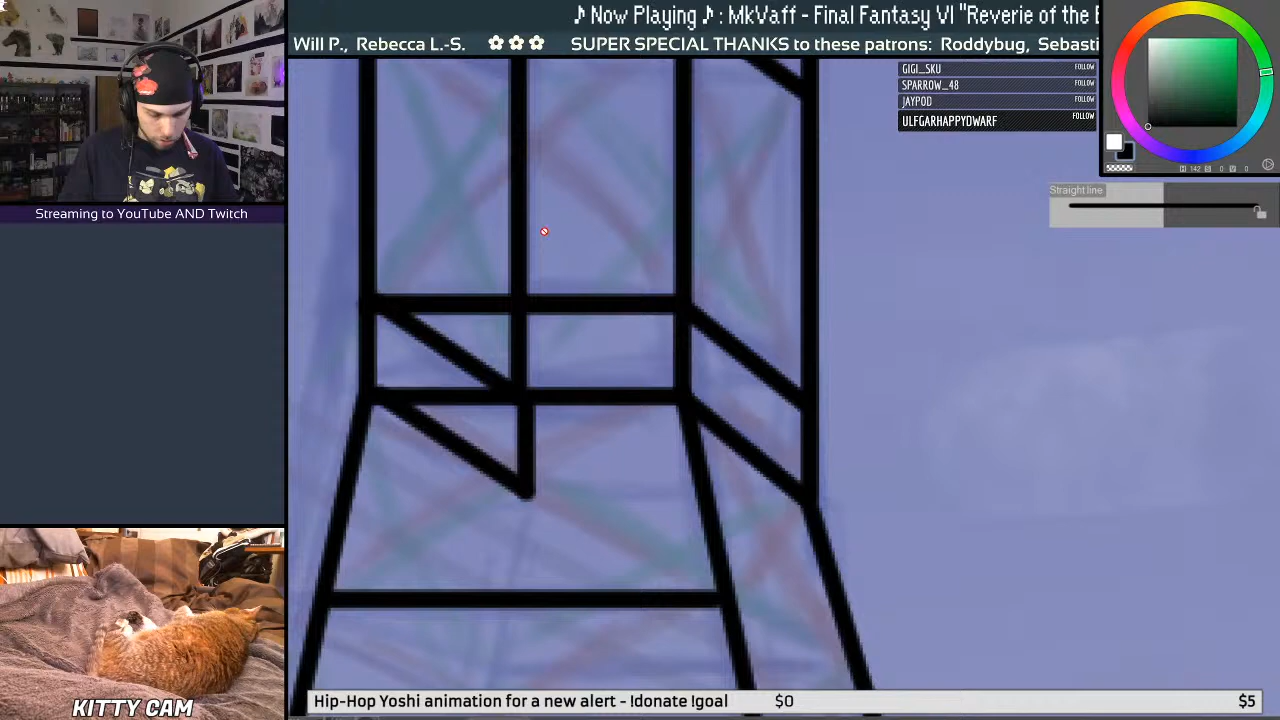 ♪ Now Playing ♪ : MkVaff - Final Fantasy VI "Reverie of the
Will P., Rebecca L.-S. ✿ ✿ ✿ SUPER SPECIAL THANKS to these patrons: Roddybug, Sebasti
GIGI_SKU FOLLOW
SPARROW_48 FOLLOW
JAYPOD FOLLOW
ULFGARHAPPYDWARF FOLLOW
Straight line
Streaming to YouTube AND Twitch
KITTY CAM
Hip-Hop Yoshi animation for a new alert - !donate !goal $0 $5